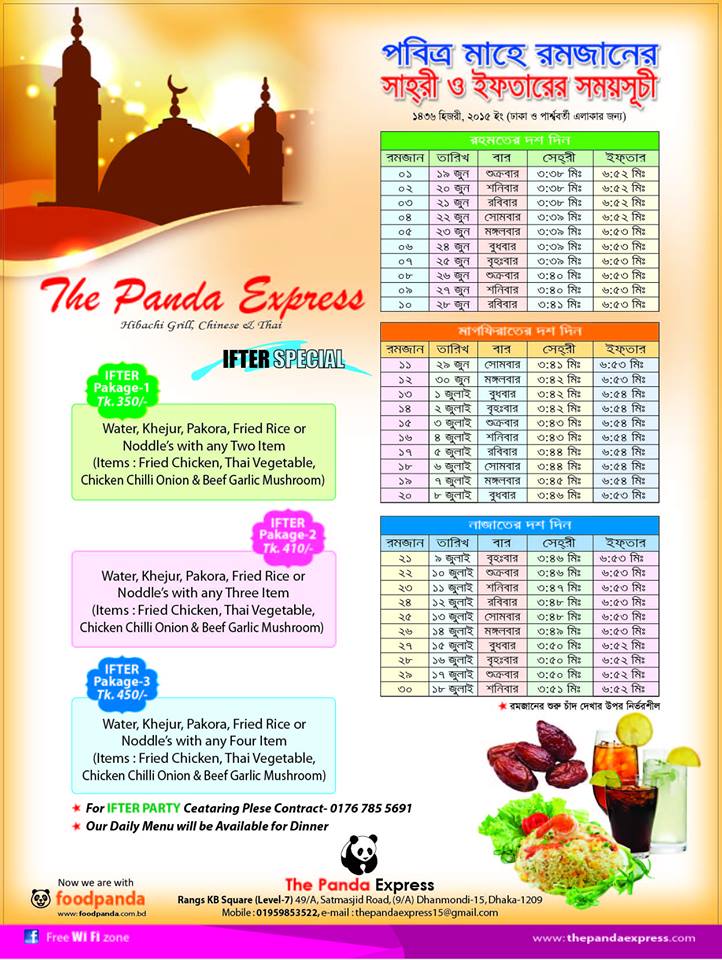 পবিত্র মাহে রমজানের
সাহ্‌রী ও ইফতারের সময়সূচী
১৪৩৬ হিজরী, ২০১৫ ইং (ঢাকা ও পার্শ্ববর্তী এলাকার জন্য)
রহমতের দশ দিন
রমজান তারিখ বার সেহ্‌রী ইফ্‌তার
০১ ১৯ জুন শুক্রবার ৩:৩৮ মিঃ ৬:৫২ মিঃ
০২ ২০ জুন শনিবার ৩:৩৮ মিঃ ৬:৫২ মিঃ
০৩ ২১ জুন রবিবার ৩:৩৮ মিঃ ৬:৫২ মিঃ
০৪ ২২ জুন সোমবার ৩:৩৯ মিঃ ৬:৫২ মিঃ
০৫ ২৩ জুন মঙ্গলবার ৩:৩৯ মিঃ ৬:৫২ মিঃ
০৬ ২৪ জুন বুধবার ৩:৩৯ মিঃ ৬:৫৩ মিঃ
০৭ ২৫ জুন বৃহঃবার ৩:৩৯ মিঃ ৬:৫৩ মিঃ
০৮ ২৬ জুন শুক্রবার ৩:৪০ মিঃ ৬:৫৩ মিঃ
০৯ ২৭ জুন শনিবার ৩:৪০ মিঃ ৬:৫৩ মিঃ
১০ ২৮ জুন রবিবার ৩:৪১ মিঃ ৬:৫৩ মিঃ
মাগফিরাতের দশ দিন
রমজান তারিখ বার সেহ্‌রী ইফ্‌তার
১১ ২৯ জুন সোমবার ৩:৪১ মিঃ ৬:৫৩ মিঃ
১২ ৩০ জুন মঙ্গলবার ৩:৪২ মিঃ ৬:৫৩ মিঃ
১৩ ১ জুলাই বুধবার ৩:৪২ মিঃ ৬:৫৪ মিঃ
১৪ ২ জুলাই বৃহঃবার ৩:৪২ মিঃ ৬:৫৪ মিঃ
১৫ ৩ জুলাই শুক্রবার ৩:৪৩ মিঃ ৬:৫৪ মিঃ
১৬ ৪ জুলাই শনিবার ৩:৪৩ মিঃ ৬:৫৪ মিঃ
১৭ ৫ জুলাই রবিবার ৩:৪৪ মিঃ ৬:৫৪ মিঃ
১৮ ৬ জুলাই সোমবার ৩:৪৪ মিঃ ৬:৫৪ মিঃ
১৯ ৭ জুলাই মঙ্গলবার ৩:৪৫ মিঃ ৬:৫৪ মিঃ
২০ ৮ জুলাই বুধবার ৩:৪৬ মিঃ ৬:৫৩ মিঃ
নাজাতের দশ দিন
রমজান তারিখ বার সেহ্‌রী ইফ্‌তার
২১ ৯ জুলাই বৃহঃবার ৩:৪৬ মিঃ ৬:৫৩ মিঃ
২২ ১০ জুলাই শুক্রবার ৩:৪৬ মিঃ ৬:৫৩ মিঃ
২৩ ১১ জুলাই শনিবার ৩:৪৭ মিঃ ৬:৫৩ মিঃ
২৪ ১২ জুলাই রবিবার ৩:৪৮ মিঃ ৬:৫৩ মিঃ
২৫ ১৩ জুলাই সোমবার ৩:৪৮ মিঃ ৬:৫৩ মিঃ
২৬ ১৪ জুলাই মঙ্গলবার ৩:৪৯ মিঃ ৬:৫৩ মিঃ
২৭ ১৫ জুলাই বুধবার ৩:৫০ মিঃ ৬:৫২ মিঃ
২৮ ১৬ জুলাই বৃহঃবার ৩:৫০ মিঃ ৬:৫২ মিঃ
২৯ ১৭ জুলাই শুক্রবার ৩:৫০ মিঃ ৬:৫২ মিঃ
৩০ ১৮ জুলাই শনিবার ৩:৫১ মিঃ ৬:৫২ মিঃ
রমজানের শুরু চাঁদ দেখার উপর নির্ভরশীল
The Panda Express
Hibachi Grill, Chinese & Thai
IFTER SPECIAL
IFTER
Pakage-1
Tk. 350/-
Water, Khejur, Pakora, Fried Rice or
Noddle's with any Two Item
(Items : Fried Chicken, Thai Vegetable,
Chicken Chilli Onion & Beef Garlic Mushroom)
IFTER
Pakage-2
Tk. 410/-
Water, Khejur, Pakora, Fried Rice or
Noddle's with any Three Item
(Items : Fried Chicken, Thai Vegetable,
Chicken Chilli Onion & Beef Garlic Mushroom)
IFTER
Pakage-3
Tk. 450/-
Water, Khejur, Pakora, Fried Rice or
Noddle's with any Four Item
(Items : Fried Chicken, Thai Vegetable,
Chicken Chilli Onion & Beef Garlic Mushroom)
For IFTER PARTY Ceataring Plese Contract- 0176 785 5691
Our Daily Menu will be Available for Dinner
Now we are with
foodpanda
www.foodpanda.com.bd
The Panda Express
Rangs KB Square (Level-7) 49/A, Satmasjid Road, (9/A) Dhanmondi-15, Dhaka-1209
Mobile : 01959853522, e-mail : thepandaexpress15@gmail.com
f Free Wi Fi zone
www.thepandaexpress.com